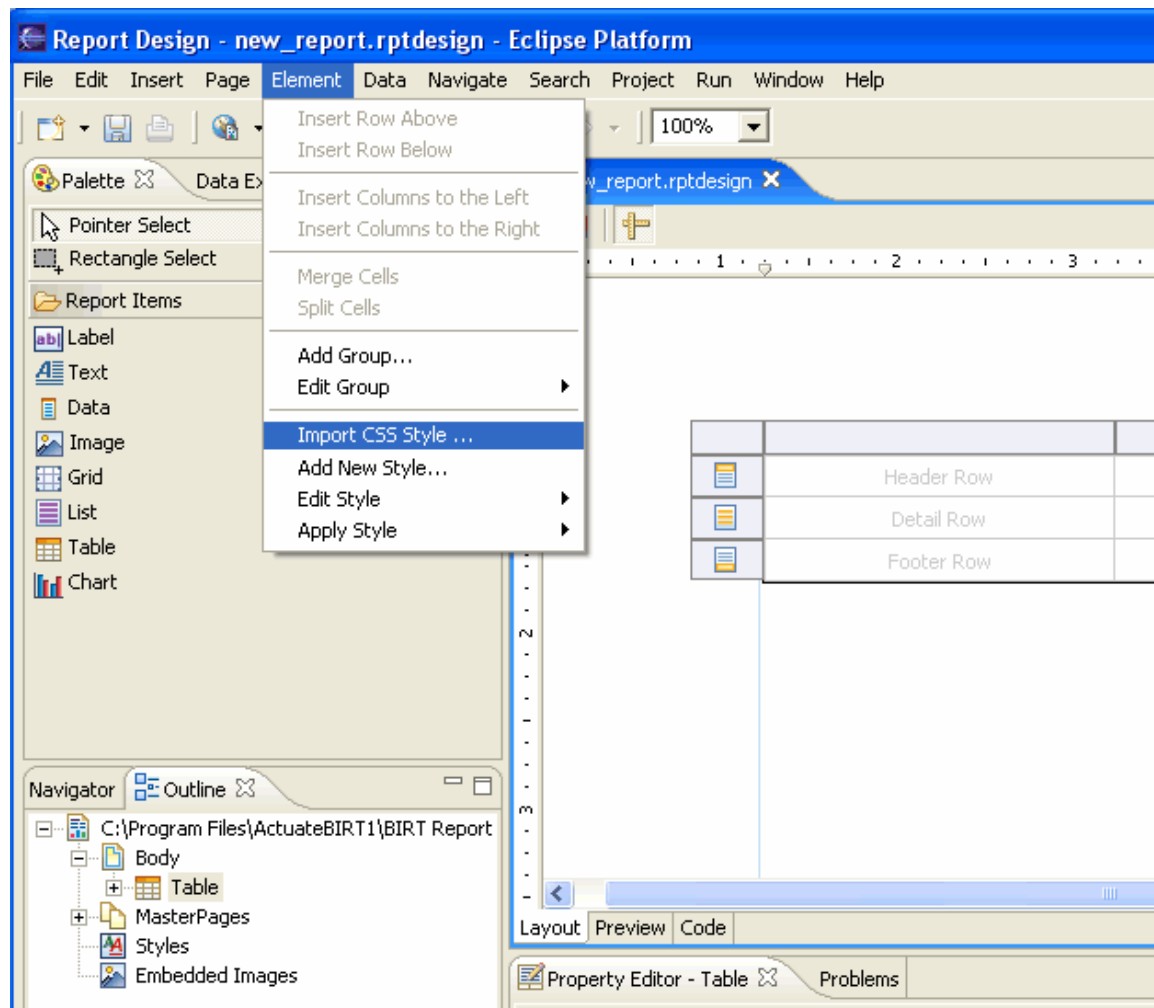 Report Design - new_report.rptdesign - Eclipse Platform
File Edit Insert Page Element Data Navigate Search Project Run Window Help
100%
Insert Row Above
Insert Row Below
Insert Columns to the Left
Insert Columns to the Right
Merge Cells
Split Cells
Add Group...
Edit Group
Import CSS Style ...
Add New Style...
Edit Style
Apply Style
Palette
Data Ex
Pointer Select
Rectangle Select
Report Items
abl Label
Text
Data
Image
Grid
List
Table
Chart
w_report.rptdesign
1 2 3
Header Row
Detail Row
Footer Row
2
3
Layout Preview Code
Navigator Outline
C:\Program Files\ActuateBIRT1\BIRT Report
Body
Table
MasterPages
Styles
Embedded Images
Property Editor - Table Problems